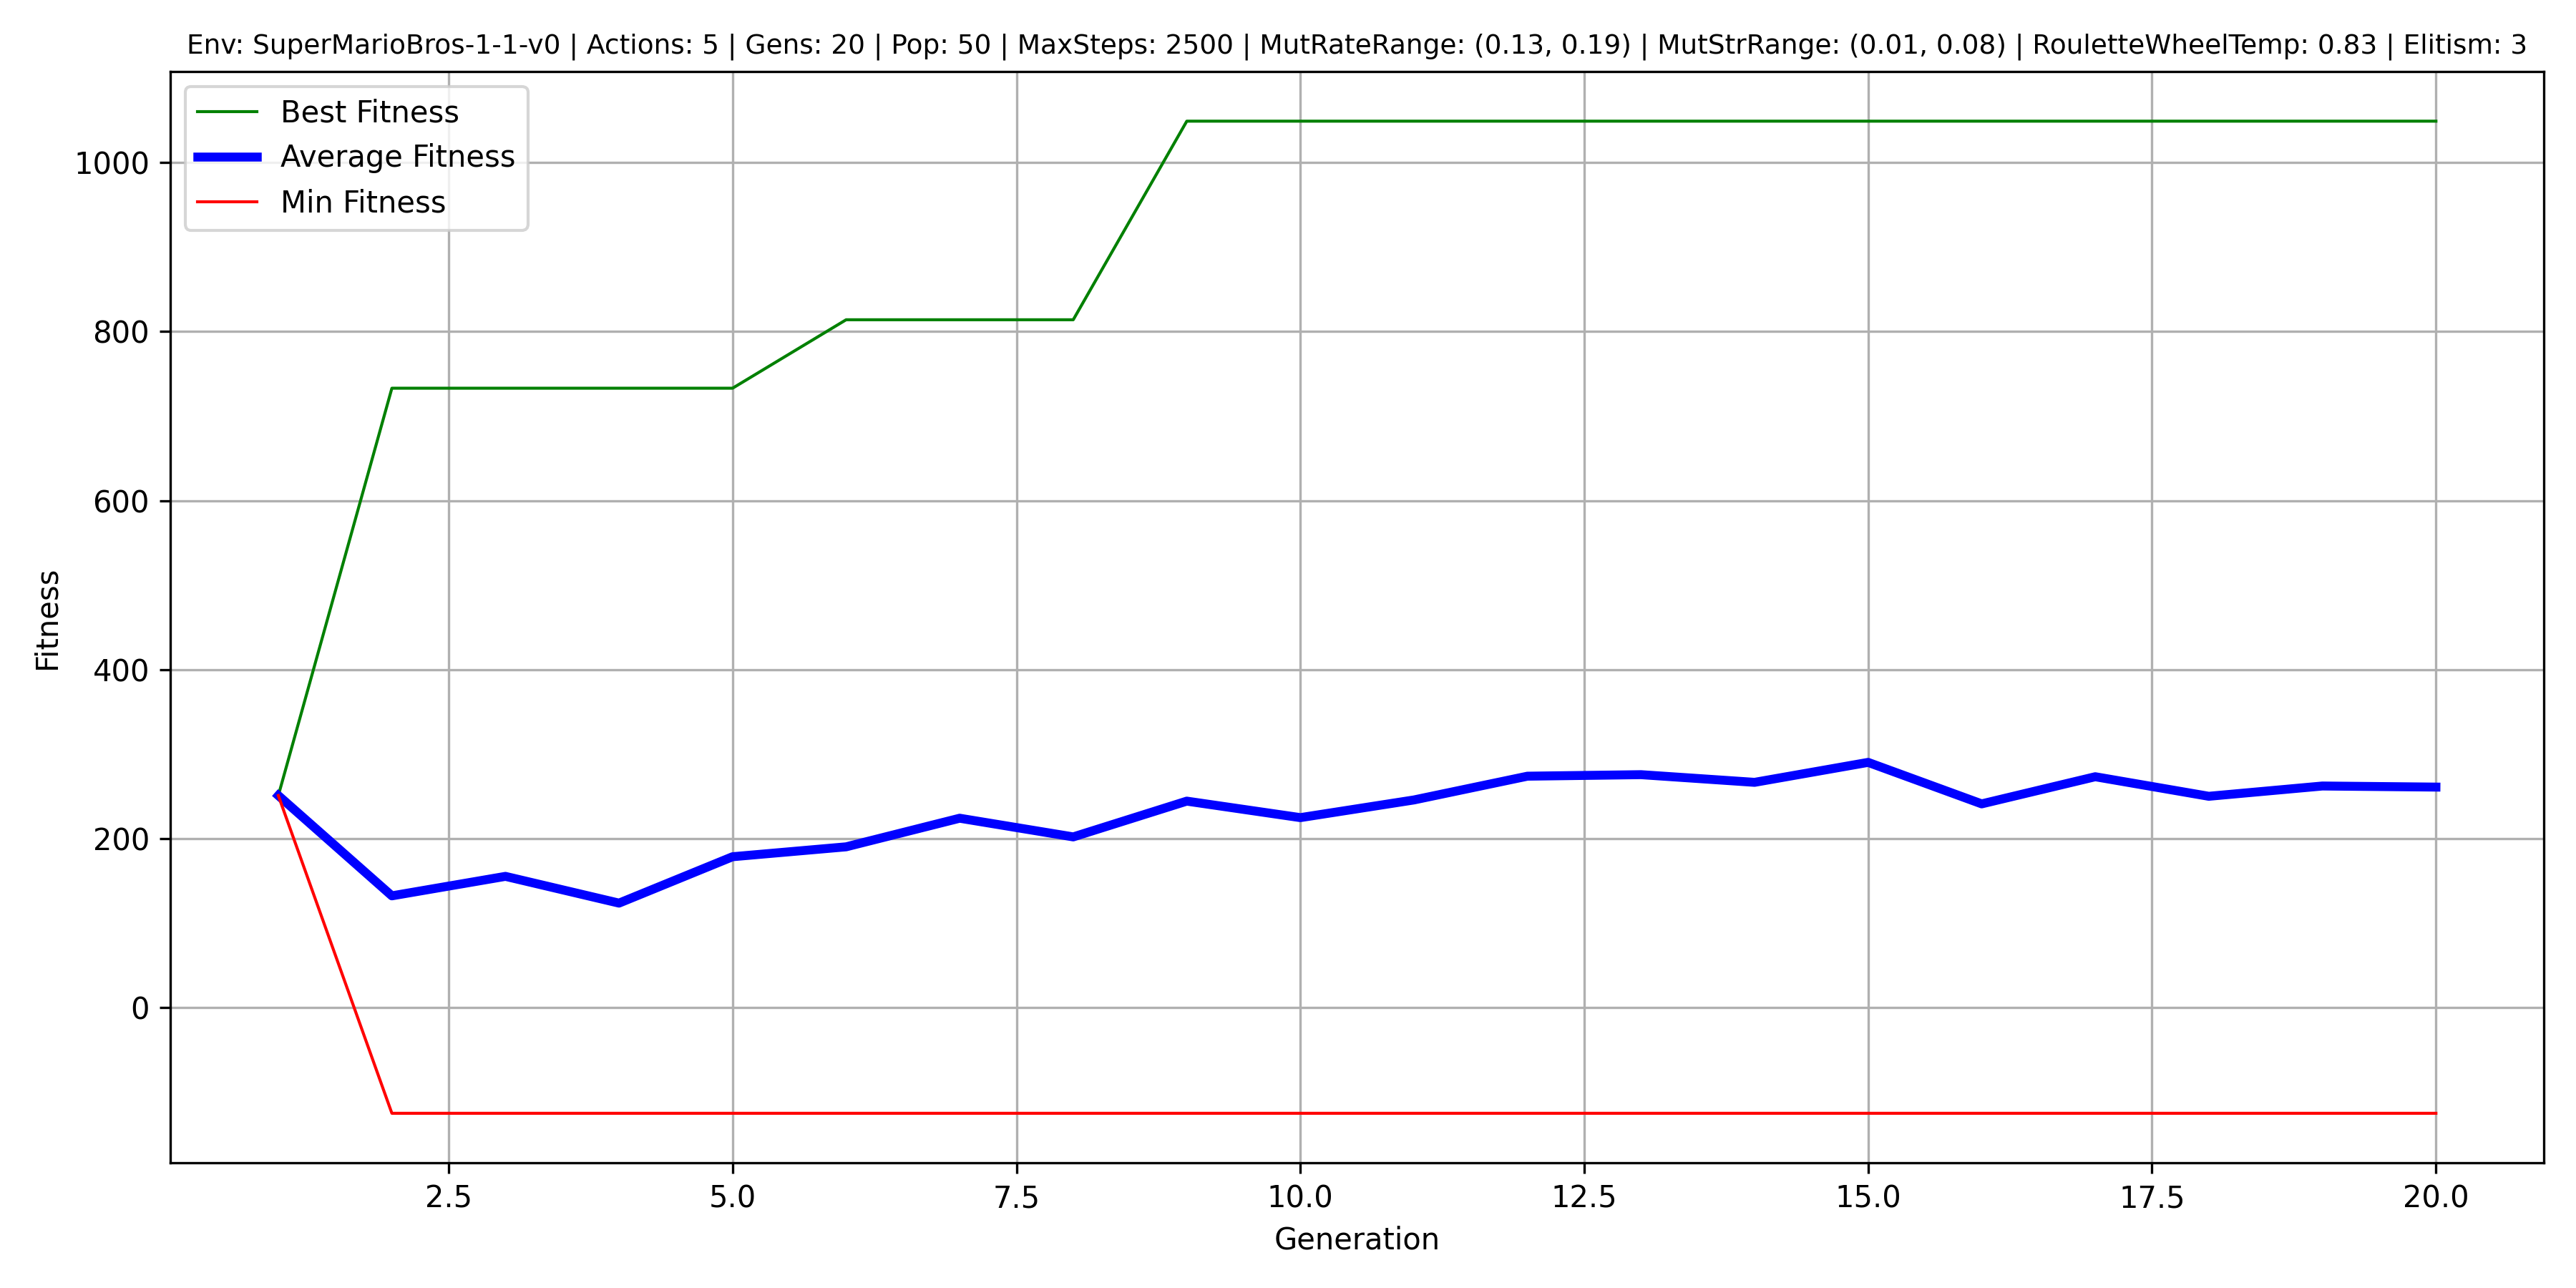 Env: SuperMarioBros-1-1-v0 | Actions: 5 | Gens: 20 | Pop: 50 | MaxSteps: 2500 | MutRateRange: (0.13, 0.19) | MutStrRange: (0.01, 0.08) | RouletteWheelTemp: 0.83 | Elitism: 3
Best Fitness
Average Fitness
Min Fitness
1000
800
600
400
200
0
Fitness
2.5 5.0 7.5 10.0 12.5 15.0 17.5 20.0
Generation